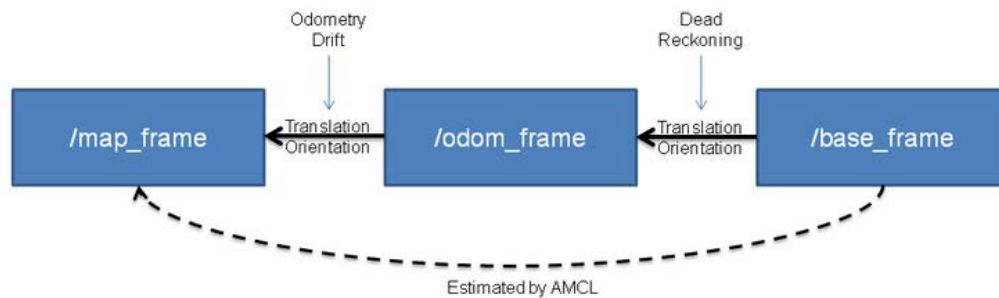 Odometry
Drift
Dead
Reckoning
/map_frame
Translation
Orientation
/odom_frame
Translation
Orientation
/base_frame
Estimated by AMCL